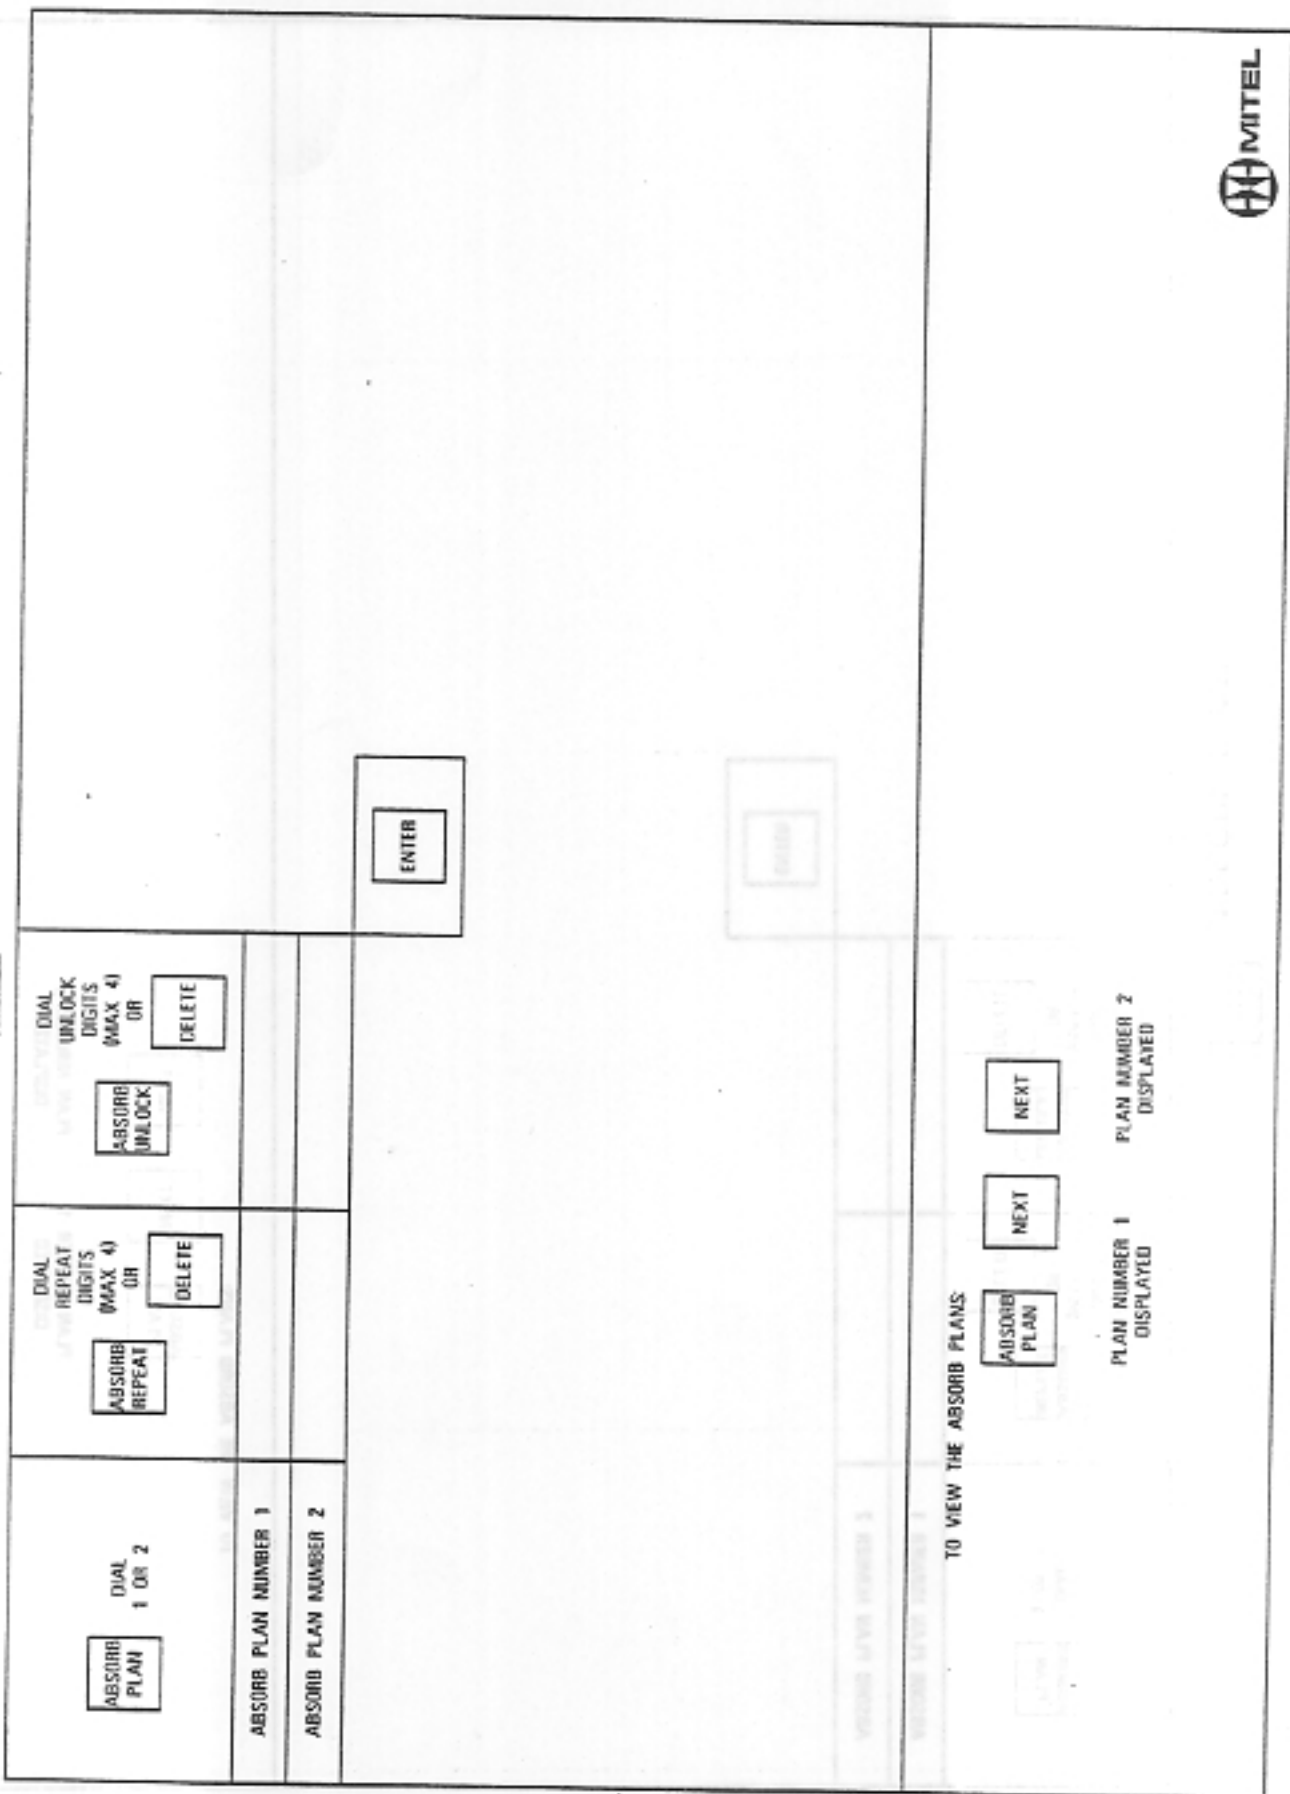 ABSORB
PLAN
DIAL
1 OR 2
ABSORB
REPEAT
DIAL
REPEAT
DIGITS
(MAX 4)
OR
DELETE
ABSORB
UNLOCK
DIAL
UNLOCK
DIGITS
(MAX 4)
OR
DELETE
ABSORB PLAN NUMBER 1
ABSORB PLAN NUMBER 2
ENTER
TO VIEW THE ABSORB PLANS:
ABSORB
PLAN
NEXT
NEXT
PLAN NUMBER 1
DISPLAYED
PLAN NUMBER 2
DISPLAYED
MITEL